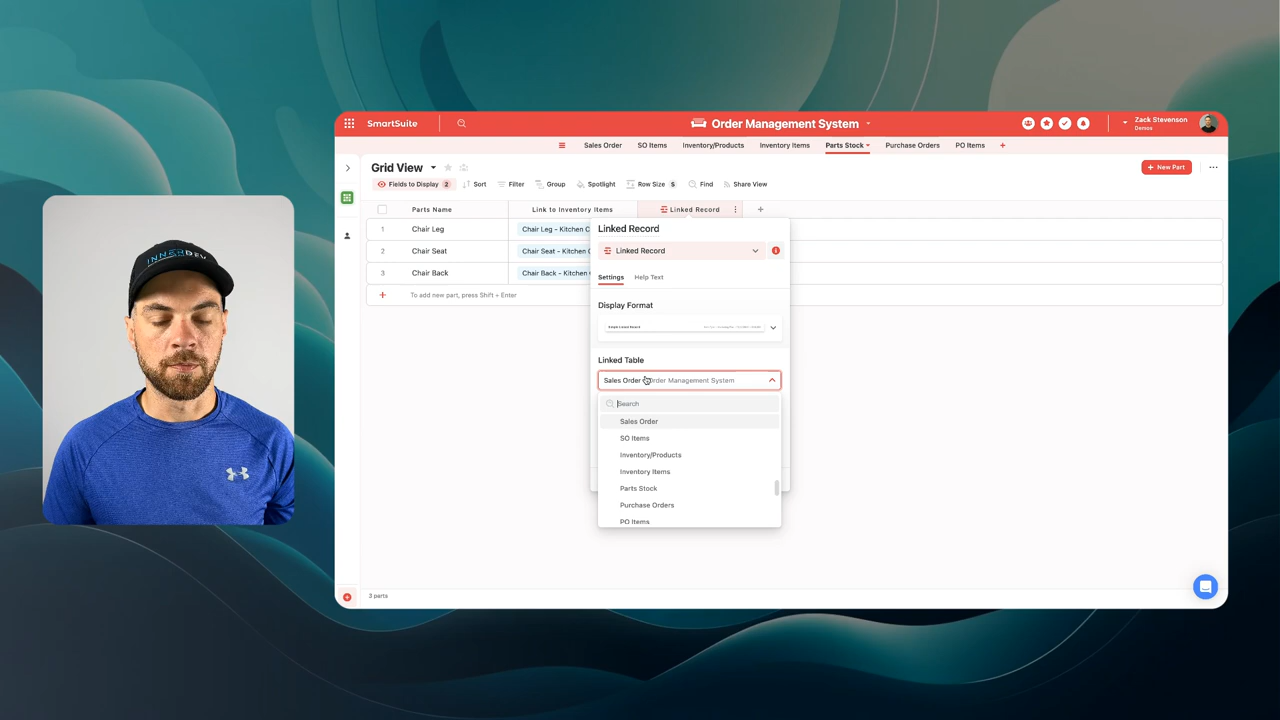 INNERDEV
SmartSuite
Order Management System
Zack Stevenson
Demos
Sales Order
SO Items
Inventory/Products
Inventory Items
Parts Stock
Purchase Orders
PO Items
Grid View
+ New Part
Fields to Display 2
Sort
Filter
Group
Spotlight
Row Size S
Find
Share View
Parts Name
Link to Inventory Items
Linked Record
1 Chair Leg Chair Leg - Kitchen C
2 Chair Seat Chair Seat - Kitchen C
3 Chair Back Chair Back - Kitchen
To add new part, press Shift + Enter
Linked Record
Linked Record
Settings
Help Text
Display Format
Linked Table
Sales Order Order Management System
Search
Sales Order
SO Items
Inventory/Products
Inventory Items
Parts Stock
Purchase Orders
PO Items
3 parts